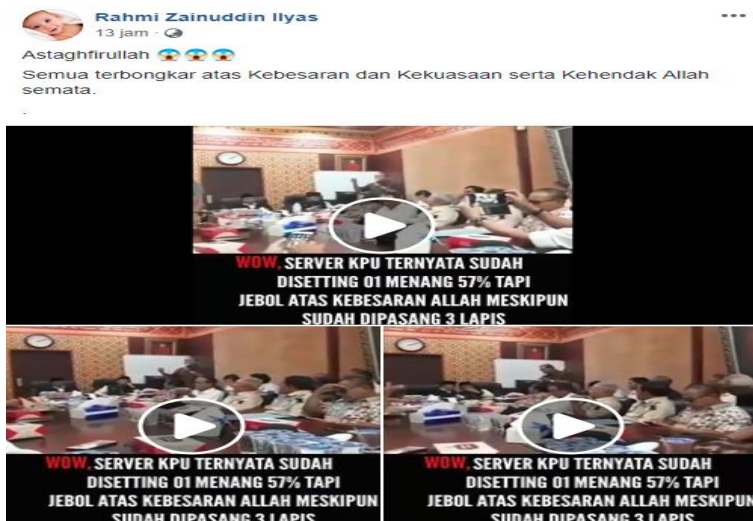 Rahmi Zainuddin Ilyas
13 jam ·
Astaghfirullah 😱😱😱
Semua terbongkar atas Kebesaran dan Kekuasaan serta Kehendak Allah
semata.
.
WOW, SERVER KPU TERNYATA SUDAH
DISETTING 01 MENANG 57% TAPI
JEBOL ATAS KEBESARAN ALLAH MESKIPUN
SUDAH DIPASANG 3 LAPIS
WOW, SERVER KPU TERNYATA SUDAH
DISETTING 01 MENANG 57% TAPI
JEBOL ATAS KEBESARAN ALLAH MESKIPUN
SUDAH DIPASANG 3 LAPIS
WOW, SERVER KPU TERNYATA SUDAH
DISETTING 01 MENANG 57% TAPI
JEBOL ATAS KEBESARAN ALLAH MESKIPUN
SUDAH DIPASANG 3 LAPIS